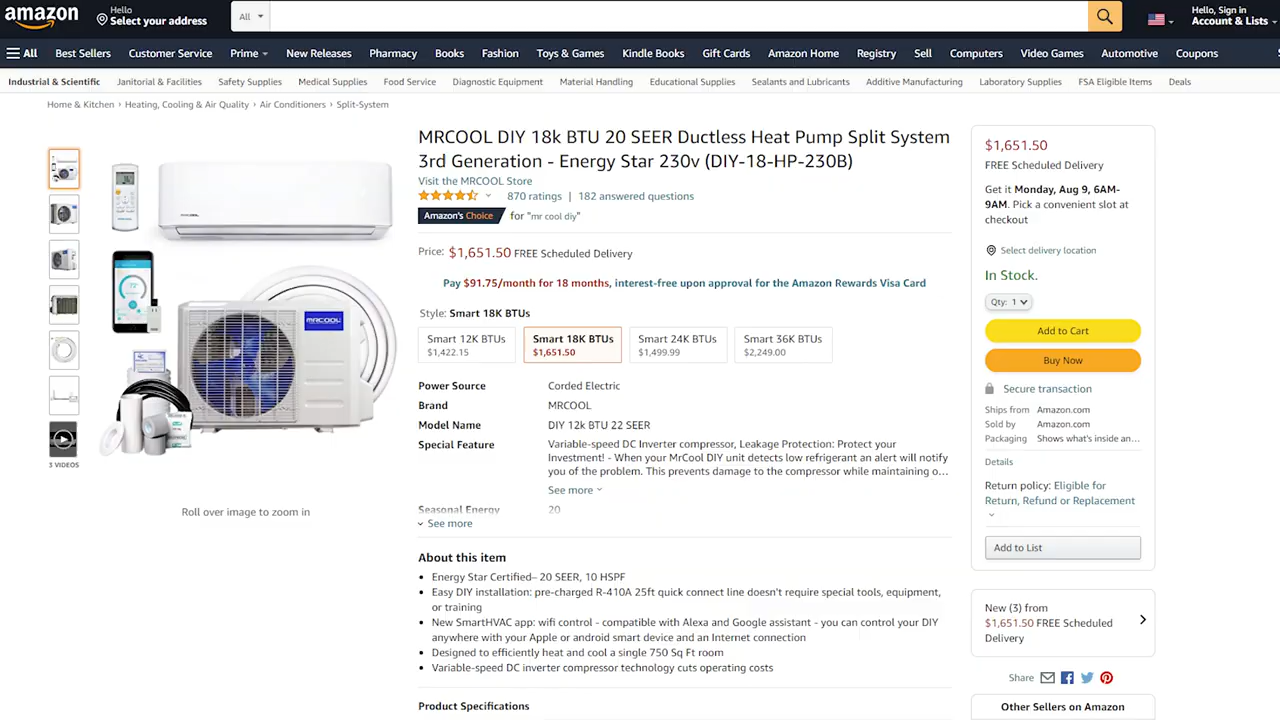 amazon
Hello
Select your address
All
Hello, Sign in
Account & Lists
All
Best Sellers
Customer Service
Prime
New Releases
Pharmacy
Books
Fashion
Toys & Games
Kindle Books
Gift Cards
Amazon Home
Registry
Sell
Computers
Video Games
Automotive
Coupons
Industrial & Scientific
Janitorial & Facilities
Safety Supplies
Medical Supplies
Food Service
Diagnostic Equipment
Material Handling
Educational Supplies
Sealants and Lubricants
Additive Manufacturing
Laboratory Supplies
FSA Eligible Items
Deals
Home & Kitchen › Heating, Cooling & Air Quality › Air Conditioners › Split-System
3 VIDEOS
MRCOOL
MRCOOL
Roll over image to zoom in
MRCOOL DIY 18k BTU 20 SEER Ductless Heat Pump Split System
3rd Generation - Energy Star 230v (DIY-18-HP-230B)
Visit the MRCOOL Store
870 ratings | 182 answered questions
Amazon's Choice for "mr cool diy"
Price: $1,651.50 FREE Scheduled Delivery
Pay $91.75/month for 18 months, interest-free upon approval for the Amazon Rewards Visa Card
Style: Smart 18K BTUs
Smart 12K BTUs
$1,422.15
Smart 18K BTUs
$1,651.50
Smart 24K BTUs
$1,499.99
Smart 36K BTUs
$2,249.00
Power Source Corded Electric
Brand MRCOOL
Model Name DIY 12k BTU 22 SEER
Special Feature Variable-speed DC Inverter compressor, Leakage Protection: Protect your
Investment! - When your MrCool DIY unit detects low refrigerant an alert will notify
you of the problem. This prevents damage to the compressor while maintaining o...
See more
Seasonal Energy 20
See more
About this item
• Energy Star Certified– 20 SEER, 10 HSPF
• Easy DIY installation: pre-charged R-410A 25ft quick connect line doesn't require special tools, equipment,
or training
• New SmartHVAC app: wifi control - compatible with Alexa and Google assistant - you can control your DIY
anywhere with your Apple or android smart device and an Internet connection
• Designed to efficiently heat and cool a single 750 Sq Ft room
• Variable-speed DC inverter compressor technology cuts operating costs
Product Specifications
$1,651.50
FREE Scheduled Delivery
Get it Monday, Aug 9, 6AM-
9AM. Pick a convenient slot at
checkout
Select delivery location
In Stock.
Qty: 1
Add to Cart
Buy Now
Secure transaction
Ships from Amazon.com
Sold by Amazon.com
Packaging Shows what's inside an...
Details
Return policy: Eligible for
Return, Refund or Replacement
Add to List
New (3) from
$1,651.50 FREE Scheduled
Delivery
Share
Other Sellers on Amazon